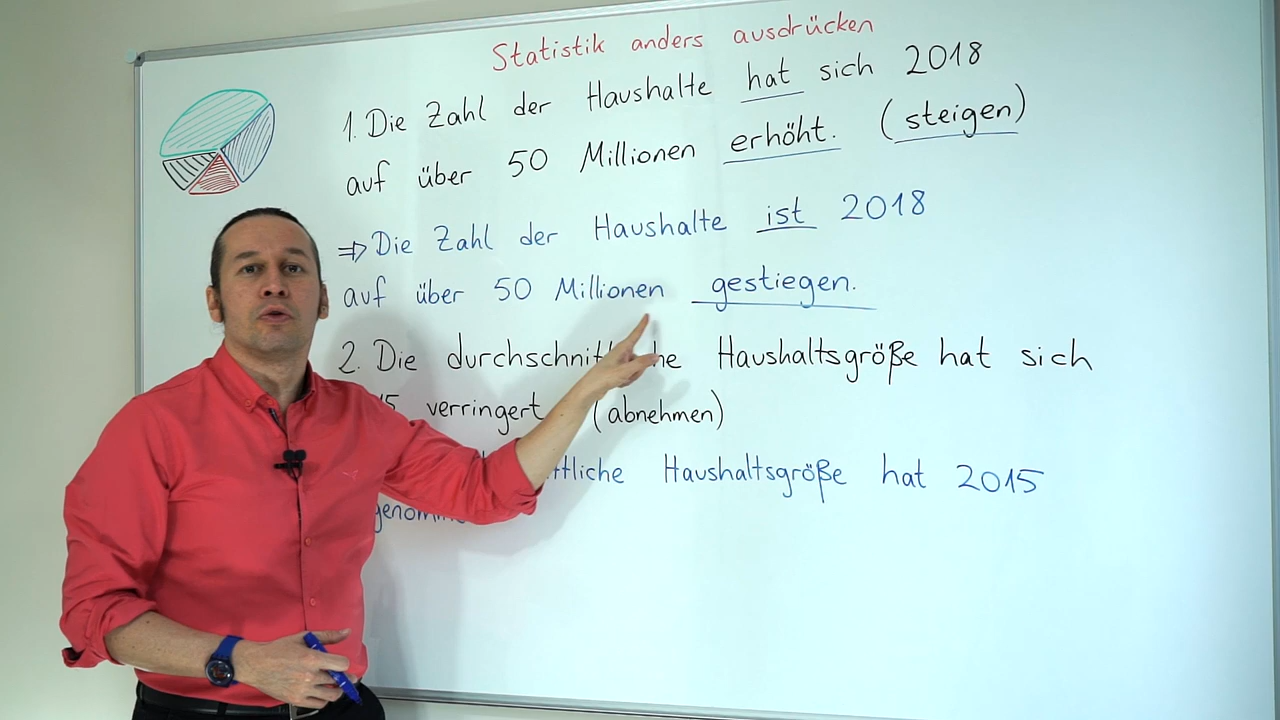 Statistik anders ausdrücken
1. Die Zahl der Haushalte hat sich 2018
auf über 50 Millionen erhöht. (steigen)
⇒ Die Zahl der Haushalte ist 2018
auf über 50 Millionen gestiegen.
2. Die Haushaltsgröße hat sich
verringert (abnehmen)
Haushaltsgröße hat 2015